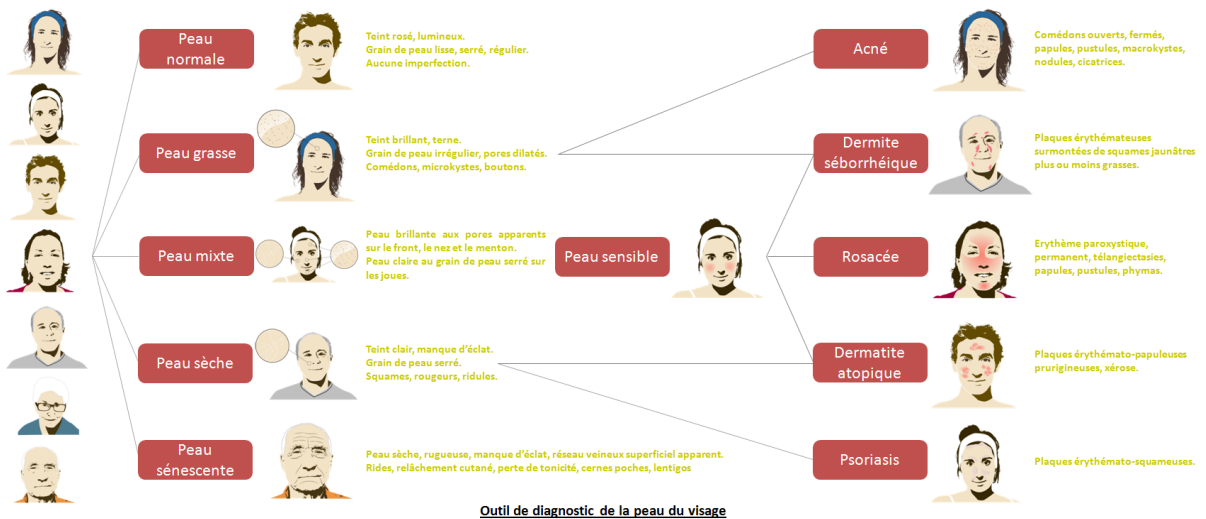 Peau
normale
Teint rosé, lumineux.
Grain de peau lisse, serré, régulier.
Aucune imperfection.
Peau grasse
Teint brillant, terne.
Grain de peau irrégulier, pores dilatés.
Comédons, microkystes, boutons.
Peau mixte
Peau brillante aux pores apparents
sur le front, le nez et le menton.
Peau claire au grain de peau serré sur
les joues.
Peau sèche
Teint clair, manque d'éclat.
Grain de peau serré.
Squames, rougeurs, ridules.
Peau
sénescente
Peau sèche, rugueuse, manque d'éclat, réseau veineux superficiel apparent.
Rides, relâchement cutané, perte de tonicité, cernes poches, lentigos
Peau sensible
Acné
Comédons ouverts, fermés,
papules, pustules, macrokystes,
nodules, cicatrices.
Dermite
séborrhéique
Plaques érythémateuses
surmontées de squames jaunâtres
plus ou moins grasses.
Rosacée
Erythème paroxystique,
permanent, télangiectasies,
papules, pustules, phymas.
Dermatite
atopique
Plaques érythémato-papuleuses
prurigineuses, xérose.
Psoriasis
Plaques érythémato-squameuses.
Outil de diagnostic de la peau du visage